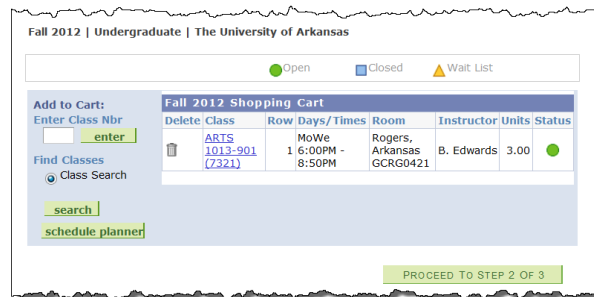 Fall 2012 | Undergraduate | The University of Arkansas
Open Closed Wait List
Add to Cart:
Enter Class Nbr
enter
Find Classes
Class Search
search
schedule planner
Fall 2012 Shopping Cart
Delete Class Row Days/Times Room Instructor Units Status
ARTS
1013-901
(7321)
1
MoWe
6:00PM -
8:50PM
Rogers,
Arkansas
GCRG0421
B. Edwards
3.00
PROCEED TO STEP 2 OF 3